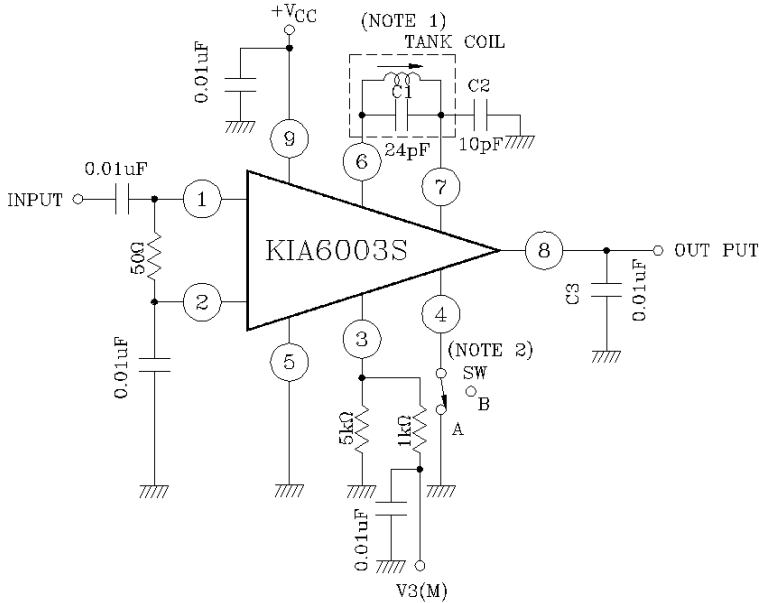 +VCC
(NOTE 1)
TANK COIL
0.01uF
C1
C2
9
24pF
10pF
6
7
0.01uF
INPUT
1
50Ω
KIA6003S
8
OUT PUT
C3
0.01uF
2
4
3
5
(NOTE 2)
0.01uF
SW
B
A
5kΩ
1kΩ
0.01uF
V3(M)